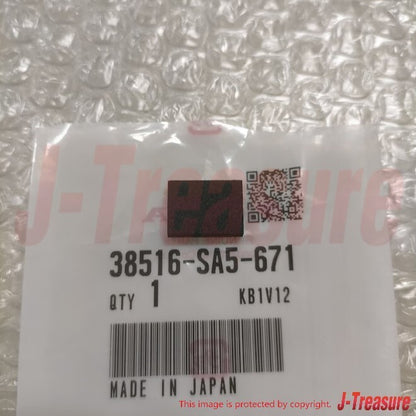 J-Treasure
38516-SA5-671
QTY 1 KB1V12
MADE IN JAPAN
This image is protected by copyright. J-Treasure